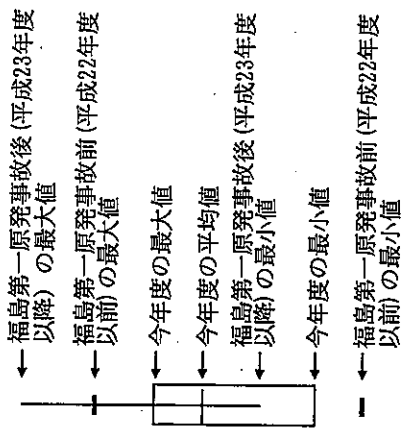 福島第一原発事故後(平成23年度
以降)の最大値
福島第一原発事故前(平成22年度
以前)の最大値
今年度の最大値
今年度の平均値
福島第一原発事故後(平成23年度
以降)の最小値
今年度の最小値
福島第一原発事故前(平成22年度
以前)の最小値